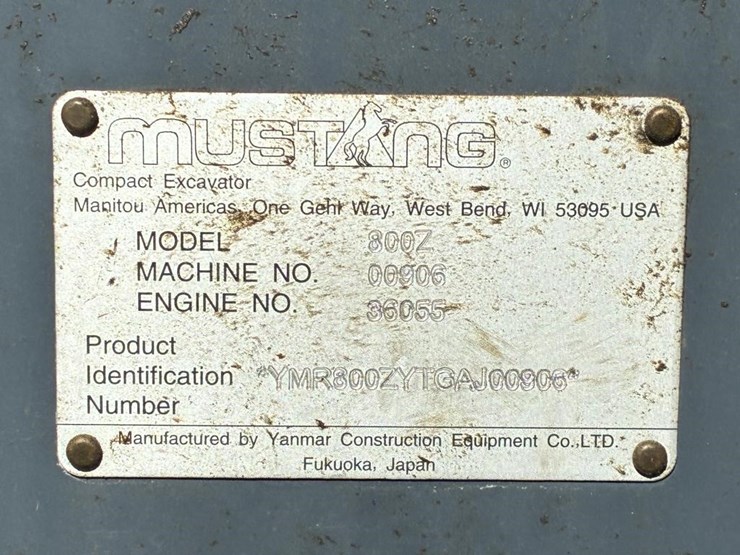 MUSTANG®
Compact Excavator
Manitou Americas, One Gehl Way, West Bend, WI 53095 USA
MODEL 800Z
MACHINE NO. 00906
ENGINE NO. 36055
Product
Identification *YMR800ZYTGAJ00906*
Number
Manufactured by Yanmar Construction Equipment Co.,LTD.
Fukuoka, Japan